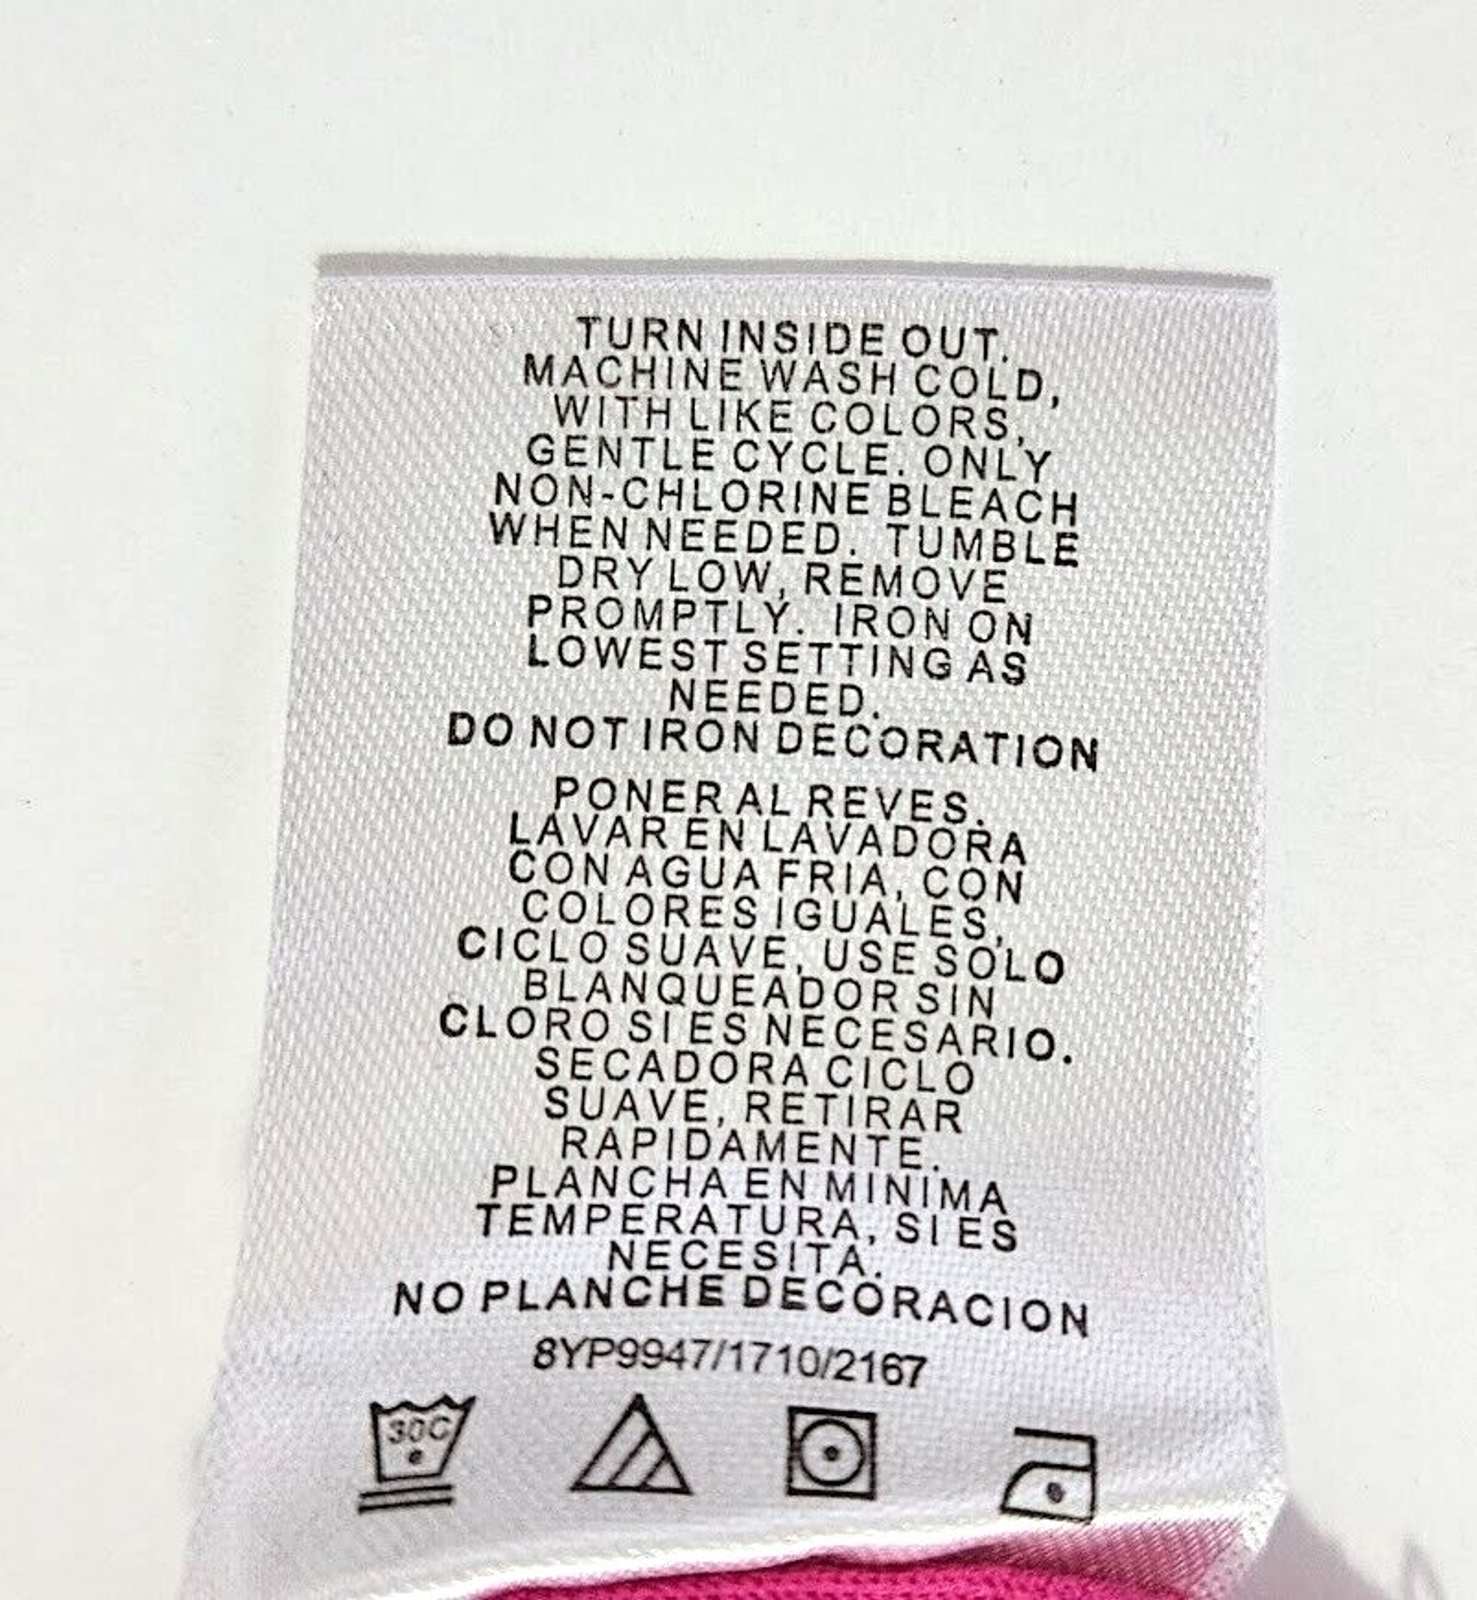 TURN INSIDE OUT.
MACHINE WASH COLD,
WITH LIKE COLORS,
GENTLE CYCLE. ONLY
NON-CHLORINE BLEACH
WHEN NEEDED. TUMBLE
DRY LOW, REMOVE
PROMPTLY. IRON ON
LOWEST SETTING AS
NEEDED.
DO NOT IRON DECORATION
PONER AL REVES.
LAVAR EN LAVADORA
CON AGUA FRIA, CON
COLORES IGUALES,
CICLO SUAVE, USE SOLO
BLANQUEADOR SIN
CLORO SI ES NECESARIO.
SECADORA CICLO
SUAVE, RETIRAR
RAPIDAMENTE.
PLANCHA EN MINIMA
TEMPERATURA, SI ES
NECESITA.
NO PLANCHE DECORACION
8YP9947/1710/2167
30C